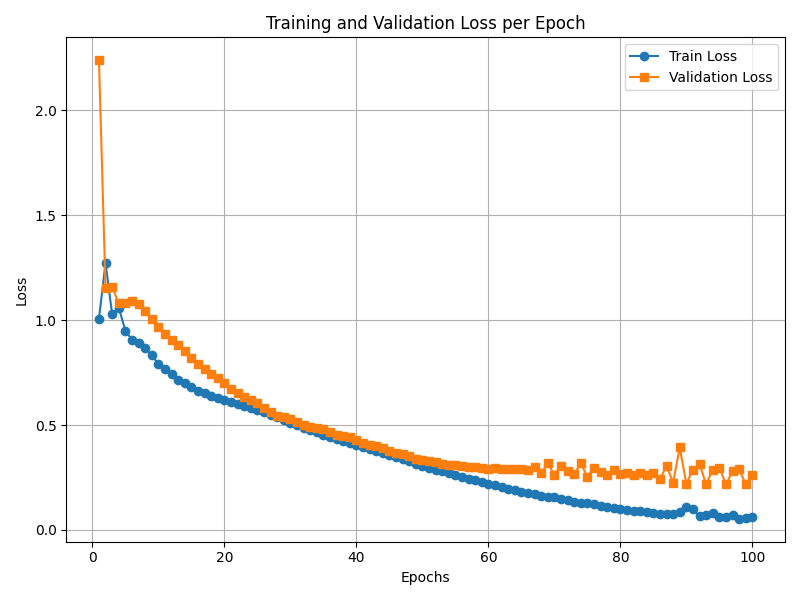 Training and Validation Loss per Epoch
Train Loss
Validation Loss
2.0
1.5
1.0
0.5
0.0
Loss
0 20 40 60 80 100
Epochs